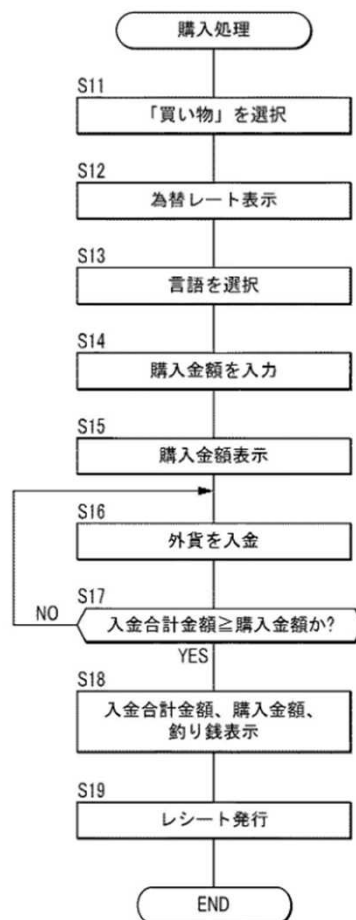 購入処理
S11
「買い物」を選択
S12
為替レート表示
S13
言語を選択
S14
購入金額を入力
S15
購入金額表示
S16
外貨を入金
S17
NO
入金合計金額≧購入金額か?
YES
S18
入金合計金額、購入金額、
釣り銭表示
S19
レシート発行
END